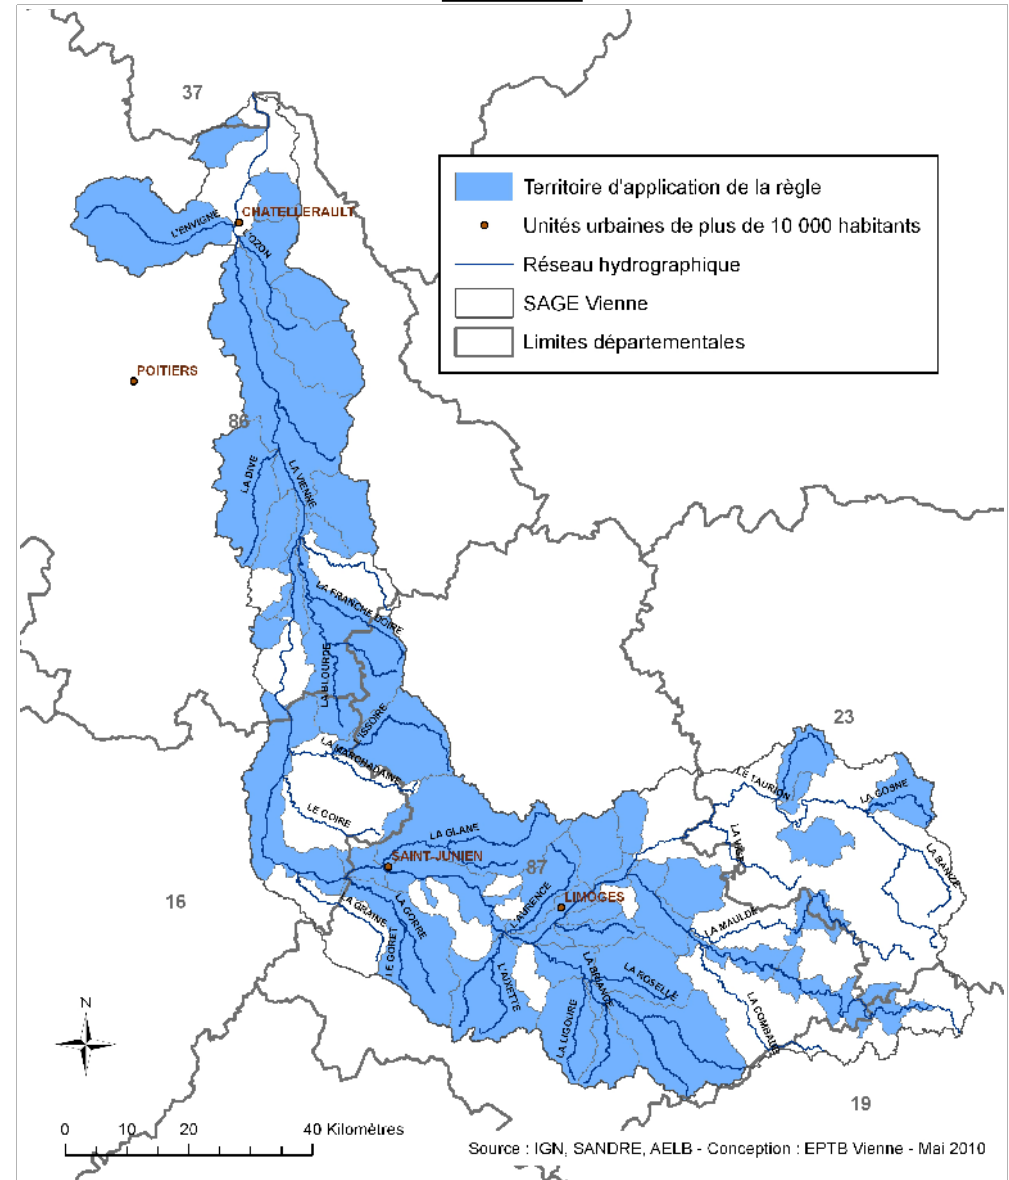 37
Territoire d'application de la règle
Unités urbaines de plus de 10 000 habitants
Réseau hydrographique
SAGE Vienne
Limites départementales
CHATELLERAULT
L'ENVIGNE
L'OZON
POITIERS
86
LA DIVE
LA VIENNE
LA FRANCHE DOIRE
LA BLOURDE
L'ISSOIRE
23
LA MARCHADAINE
LE TAURION
LA GOSNE
LE GOIRE
LA GLANE
LA VIGE
LA BANIZE
SAINT-JUNIEN
87
16
LIMOGES
LA GRAINE
LA GORRE
L'AURENCE
LA MAULDE
LE GORET
L'AIXETTE
LA BRIANCE
LA ROSELLE
LA LIGOURE
LA COMBADE
N
19
0 10 20 40 Kilomètres
Source : IGN, SANDRE, AELB - Conception : EPTB Vienne - Mai 2010